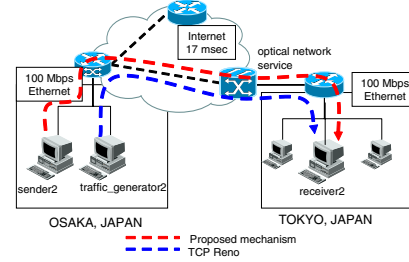 Internet
17 msec
optical network
service
100 Mbps
Ethernet
100 Mbps
Ethernet
sender2
traffic_generator2
receiver2
OSAKA, JAPAN
TOKYO, JAPAN
Proposed mechanism
TCP Reno